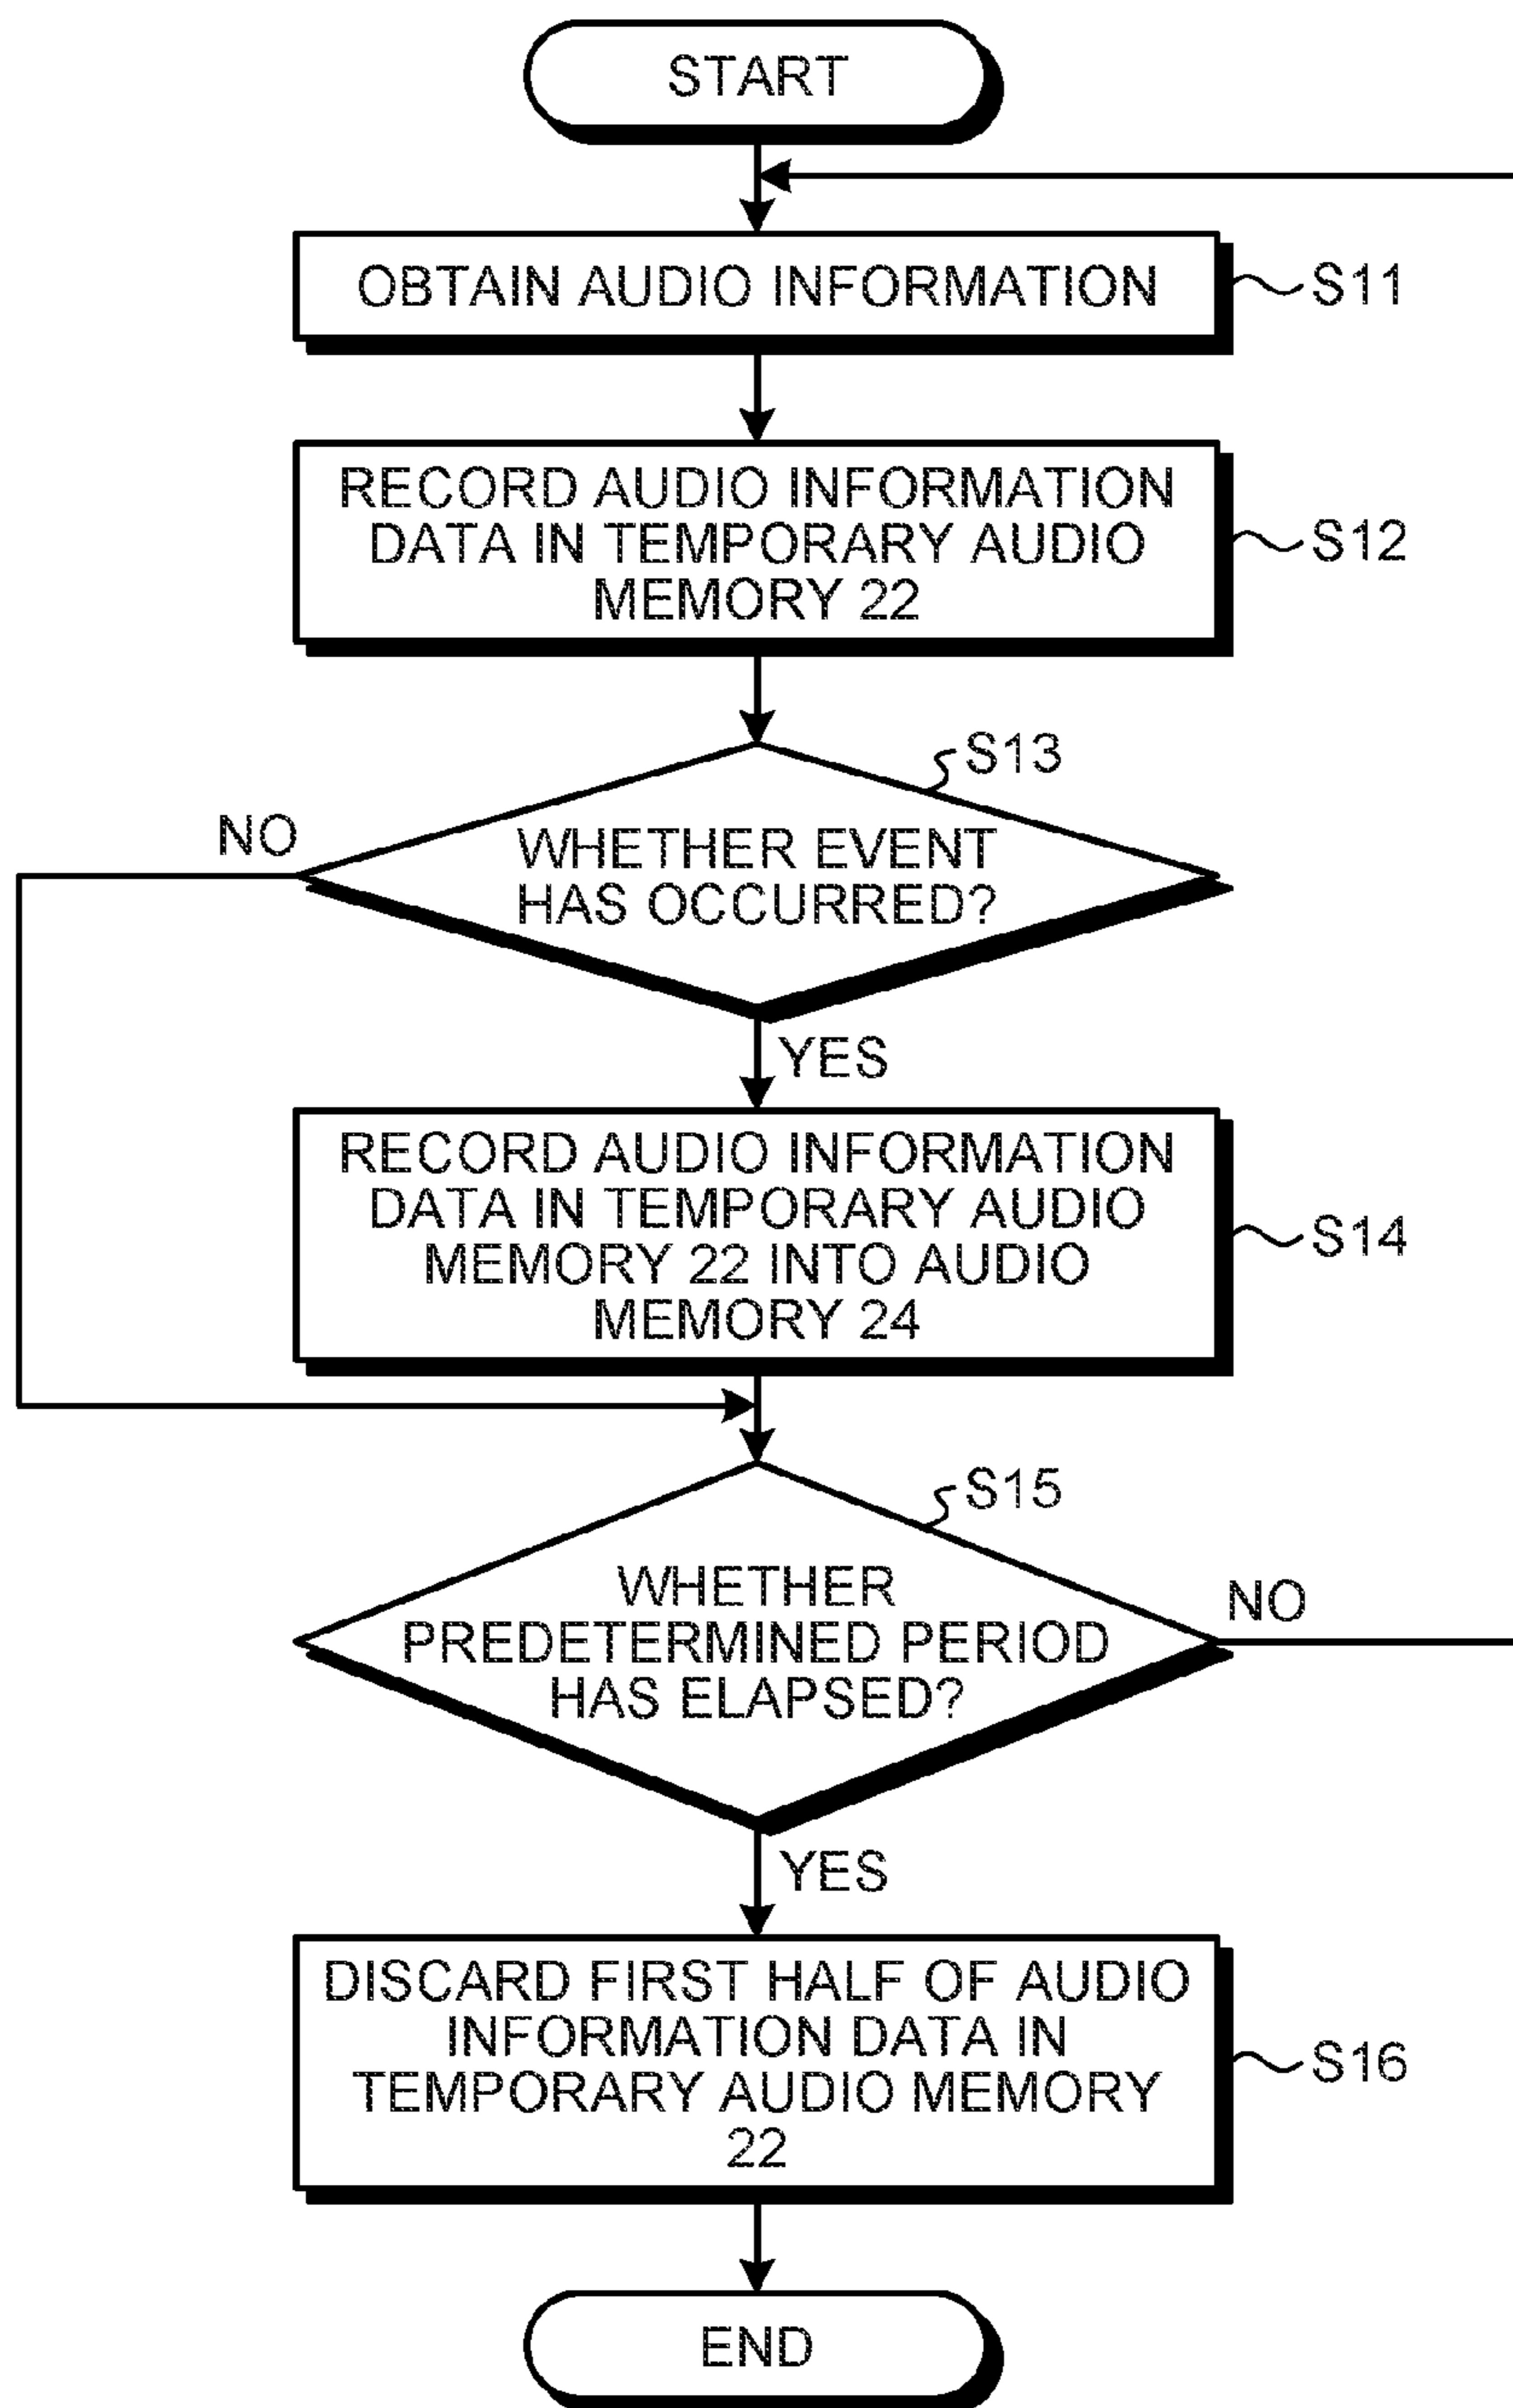 START
OBTAIN AUDIO INFORMATION
S11
RECORD AUDIO INFORMATION
DATA IN TEMPORARY AUDIO
MEMORY 22
S12
S13
NO
WHETHER EVENT
HAS OCCURRED?
YES
RECORD AUDIO INFORMATION
DATA IN TEMPORARY AUDIO
MEMORY 22 INTO AUDIO
MEMORY 24
S14
S15
WHETHER
PREDETERMINED PERIOD
HAS ELAPSED?
NO
YES
DISCARD FIRST HALF OF AUDIO
INFORMATION DATA IN
TEMPORARY AUDIO MEMORY
22
S16
END